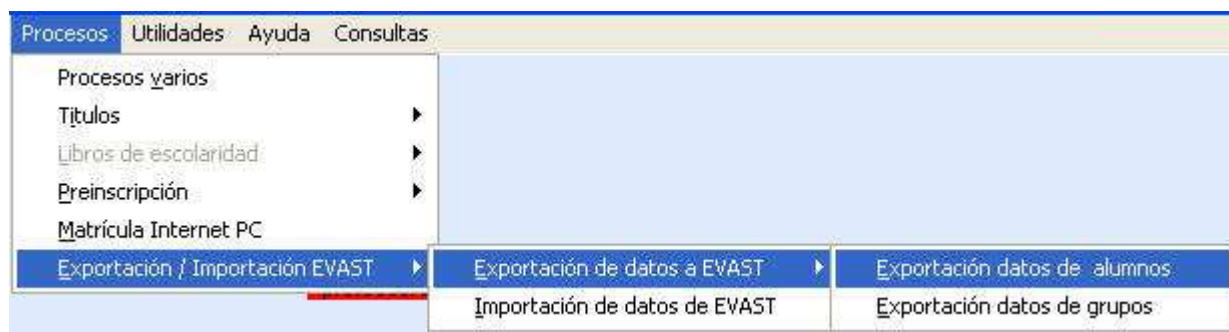 Procesos Utilidades Ayuda Consultas
Procesos varios
Titulos
Libros de escolaridad
Preinscripción
Matrícula Internet PC
Exportación / Importación EVAST Exportación de datos a EVAST Exportación datos de alumnos
Importación de datos de EVAST Exportación datos de grupos